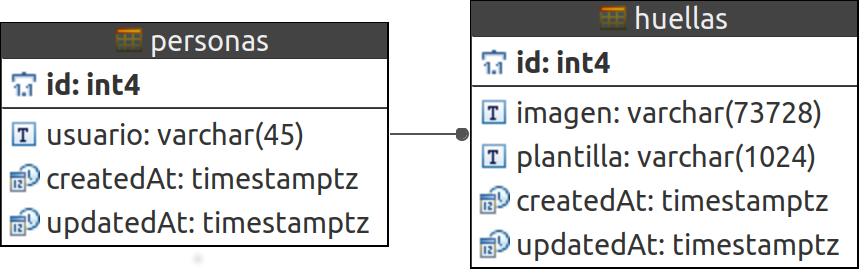 personas
id: int4
usuario: varchar(45)
createdAt: timestamptz
updatedAt: timestamptz
huellas
id: int4
imagen: varchar(73728)
plantilla: varchar(1024)
createdAt: timestamptz
updatedAt: timestamptz